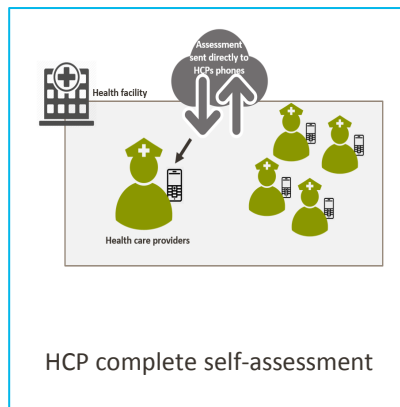 Assessment
sent directly to
HCPs phones
Health facility
Health care providers
HCP complete self-assessment